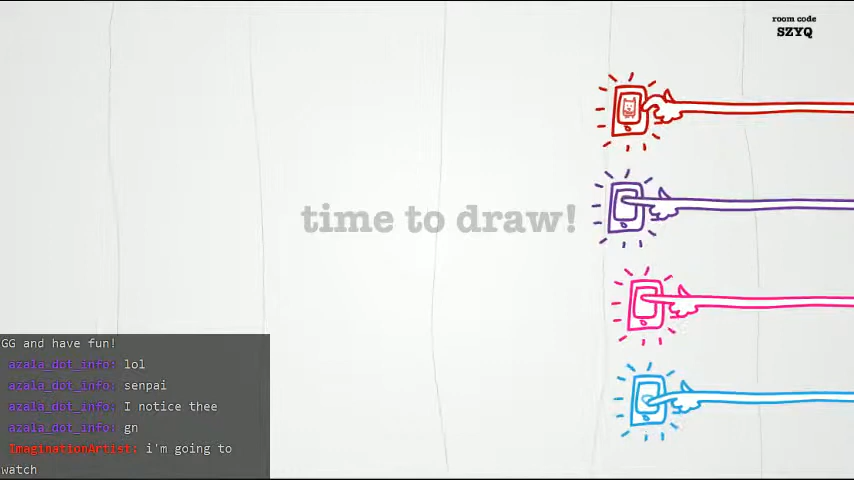 room code
SZYQ
time to draw!
GG and have fun!
azala_dot_info: lol
azala_dot_info: senpai
azala_dot_info: I notice thee
azala_dot_info: gn
ImaginationArtist: i'm going to
watch